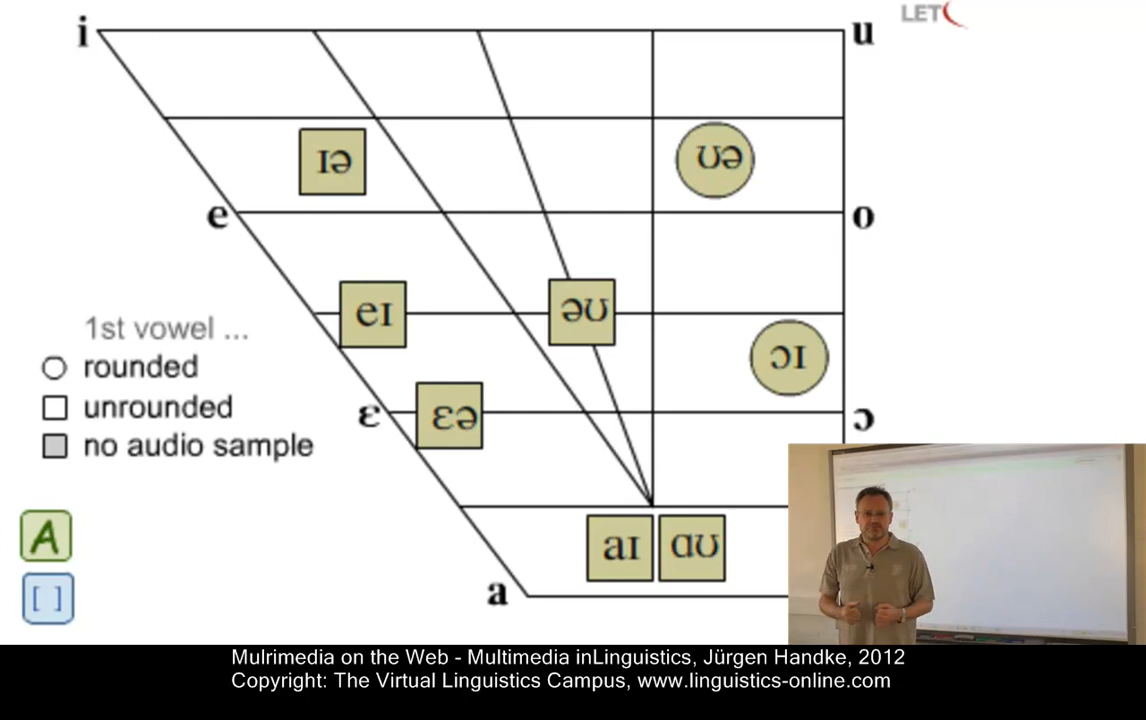 LET
i
u
ɪə
ʊə
e
o
eɪ
əʊ
1st vowel ...
rounded
ɔɪ
unrounded
ɛ
ɛə
ɔ
no audio sample
A
aɪ
ɑʊ
[ ]
a
Mulrimedia on the Web - Multimedia inLinguistics, Jürgen Handke, 2012
Copyright: The Virtual Linguistics Campus, www.linguistics-online.com